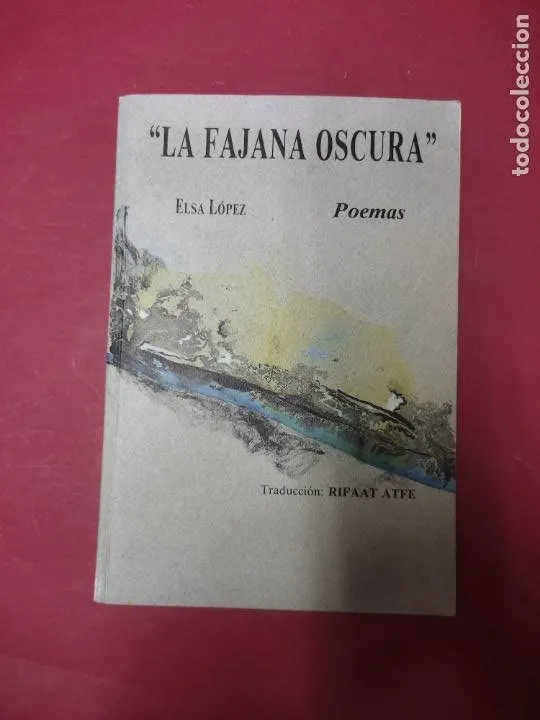 "LA FAJANA OSCURA"
ELSA LÓPEZ Poemas
Traducción: RIFAAT ATFE
todocoleccion